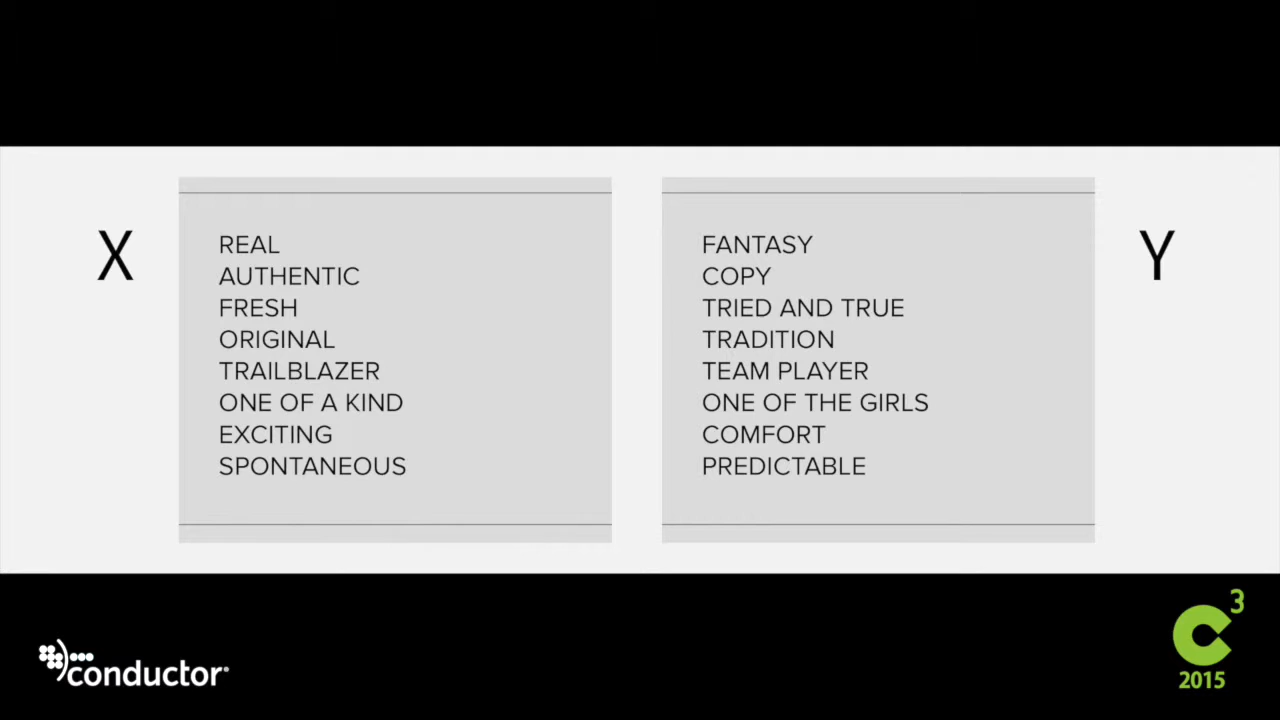 X
REAL
AUTHENTIC
FRESH
ORIGINAL
TRAILBLAZER
ONE OF A KIND
EXCITING
SPONTANEOUS
FANTASY
COPY
TRIED AND TRUE
TRADITION
TEAM PLAYER
ONE OF THE GIRLS
COMFORT
PREDICTABLE
Y
conductor®
C3
2015